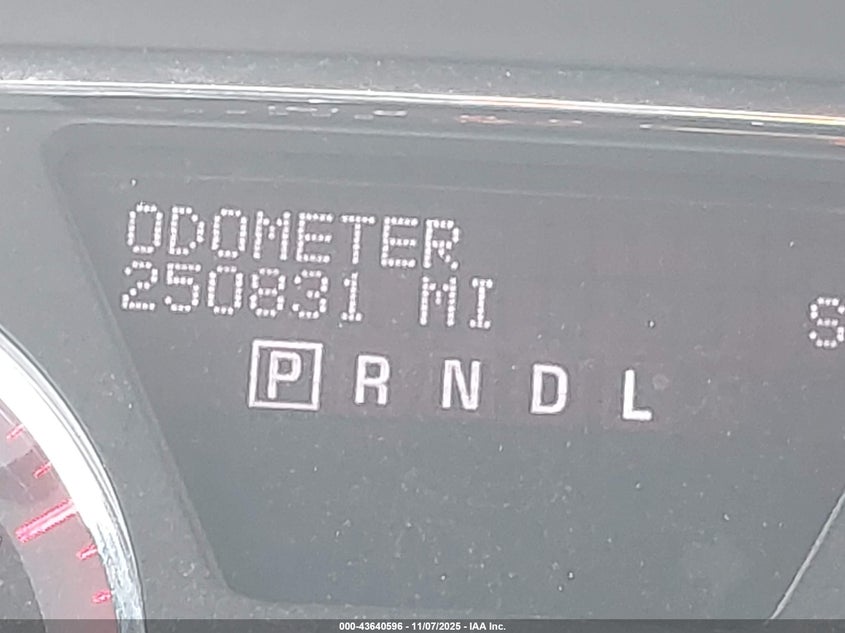 ODOMETER
250831 MI
S
P R N D L
000-43640596 - 11/07/2025 - IAA Inc.